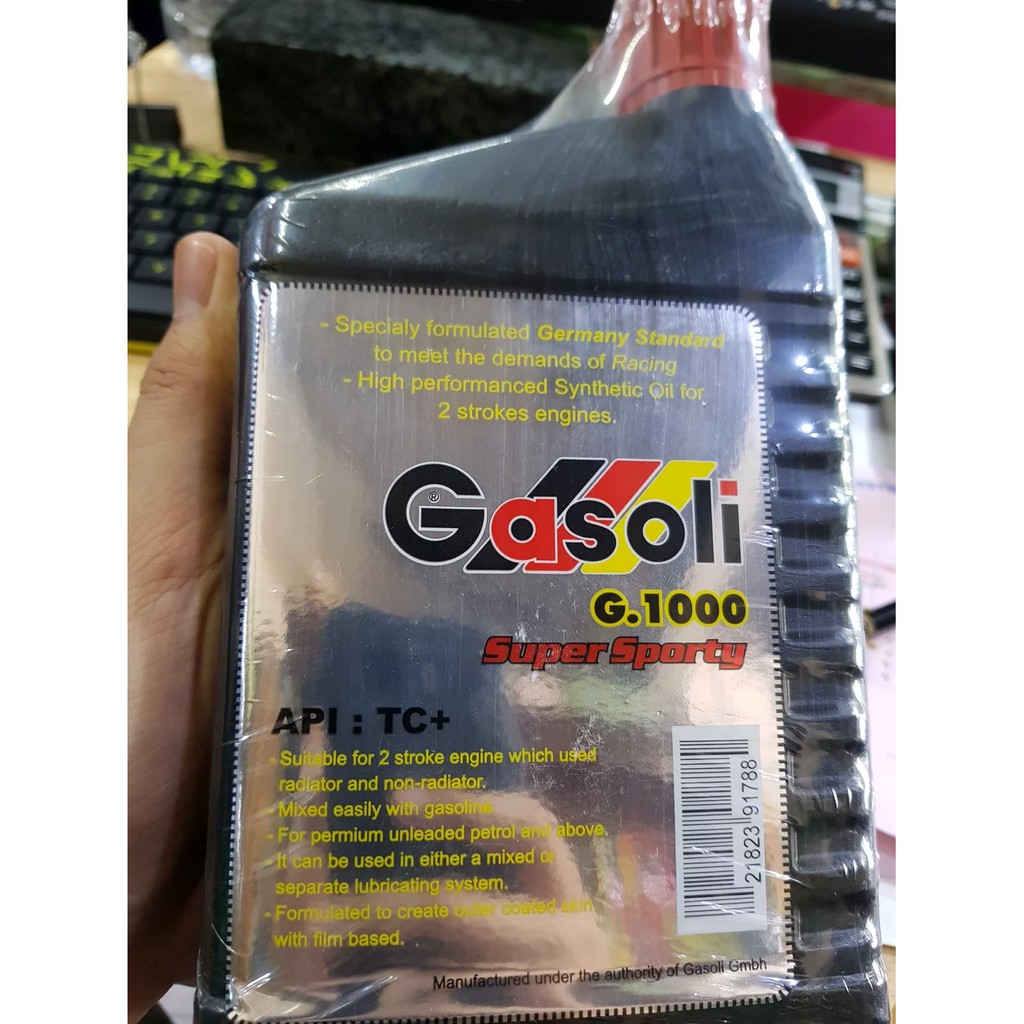 - Specialy formulated Germany Standard
to meet the demands of Racing
- High performanced Synthetic Oil for
2 strokes engines.
Gasoli®
G.1000
Super Sporty
API : TC+
- Suitable for 2 stroke engine which used
radiator and non-radiator.
- Mixed easily with gasoline
- For permium unleaded petrol and above.
- It can be used in either a mixed or
separate lubricating system.
- Formulated to create outer coated skin
with film based.
21823 91788
Manufactured under the authority of Gasoli Gmbh